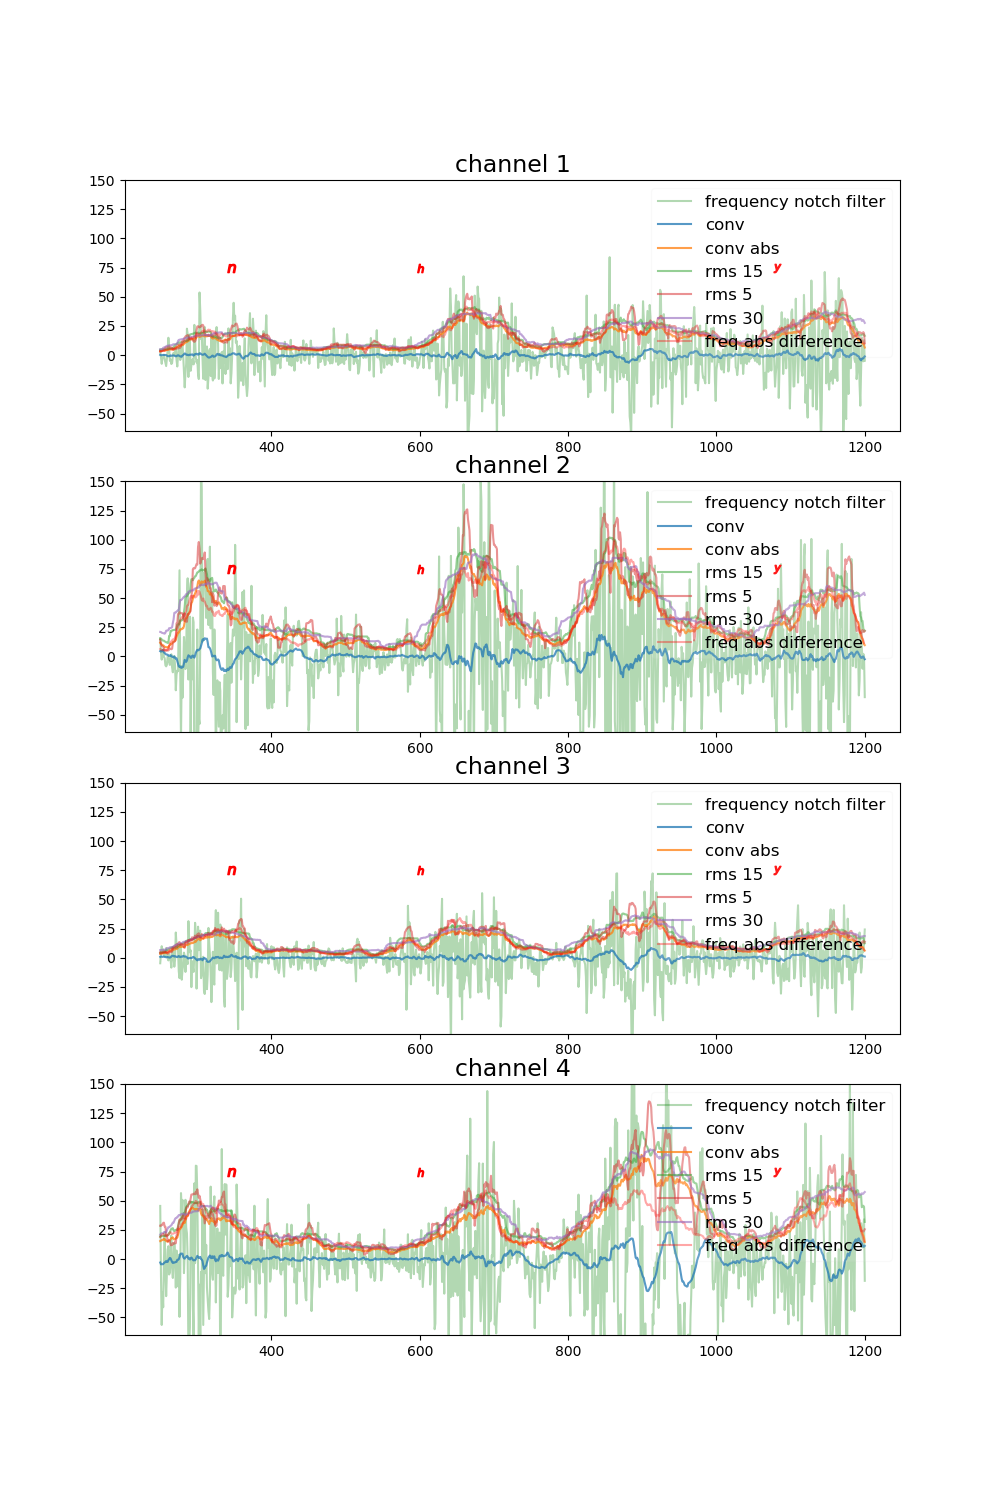 channel 1
150
125
100
75
50
25
0
−25
−50
n
h
y
frequency notch filter
conv
conv abs
rms 15
rms 5
rms 30
freq abs difference
400 600 800 1000 1200
channel 2
150
125
100
75
50
25
0
−25
−50
n
h
y
frequency notch filter
conv
conv abs
rms 15
rms 5
rms 30
freq abs difference
400 600 800 1000 1200
channel 3
150
125
100
75
50
25
0
−25
−50
n
h
y
frequency notch filter
conv
conv abs
rms 15
rms 5
rms 30
freq abs difference
400 600 800 1000 1200
channel 4
150
125
100
75
50
25
0
−25
−50
n
h
y
frequency notch filter
conv
conv abs
rms 15
rms 5
rms 30
freq abs difference
400 600 800 1000 1200